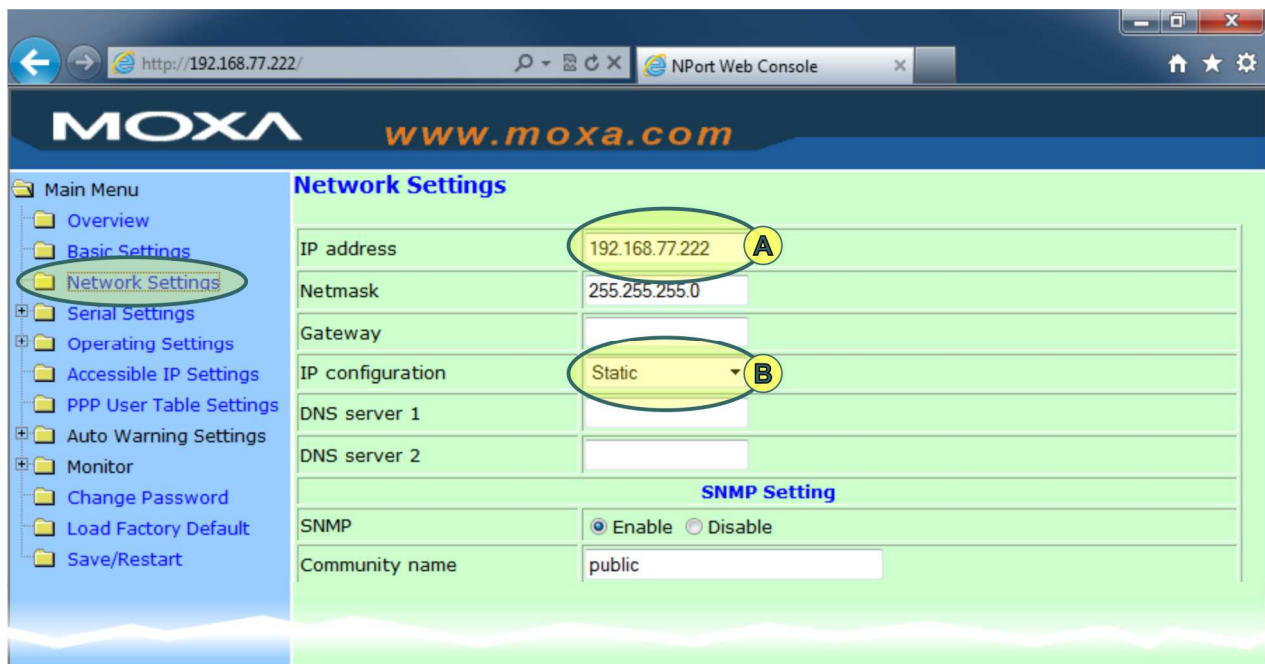 http://192.168.77.222/
NPort Web Console
MOXA www.moxa.com
Main Menu
Overview
Basic Settings
Network Settings
Serial Settings
Operating Settings
Accessible IP Settings
PPP User Table Settings
Auto Warning Settings
Monitor
Change Password
Load Factory Default
Save/Restart
Network Settings
IP address 192.168.77.222 A
Netmask 255.255.255.0
Gateway
IP configuration Static B
DNS server 1
DNS server 2
SNMP Setting
SNMP Enable Disable
Community name public